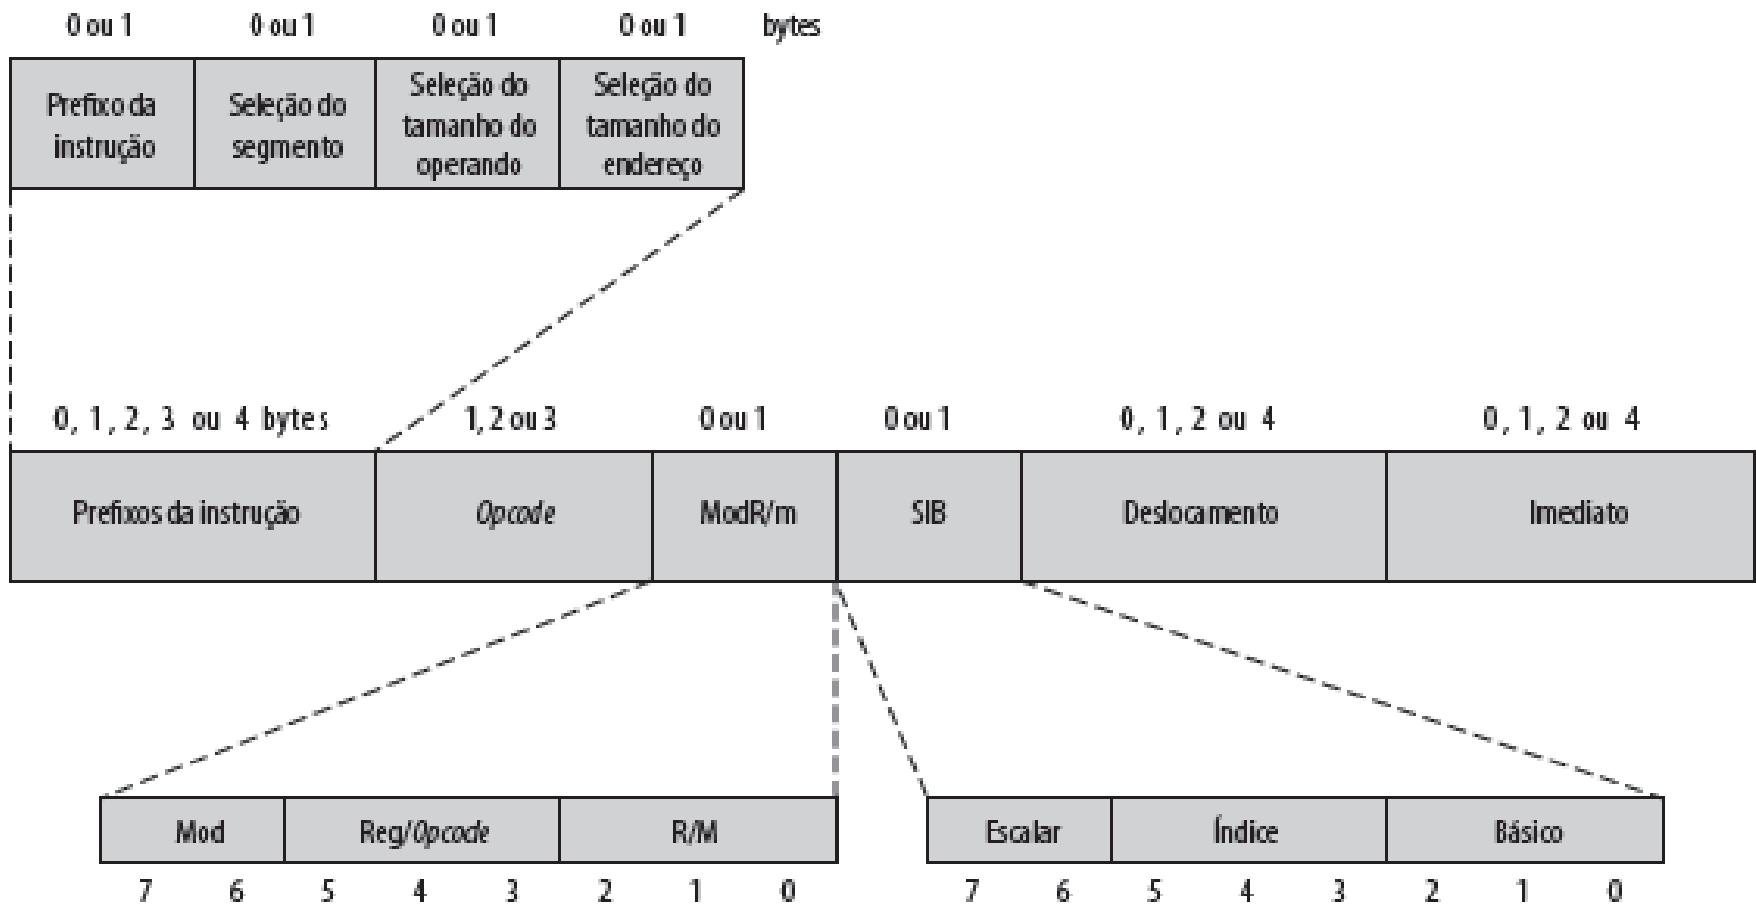 0 ou 1 0 ou 1 0 ou 1 0 ou 1 bytes
Prefixo da
instrução
Seleção do
segmento
Seleção do
tamanho do
operando
Seleção do
tamanho do
endereço
0, 1, 2, 3 ou 4 bytes 1, 2 ou 3 0 ou 1 0 ou 1 0, 1, 2 ou 4 0, 1, 2 ou 4
Prefixos da instrução Opcode ModR/m SIB Deslocamento Imediato
Mod Reg/Opcode R/M Escalar Índice Básico
7 6 5 4 3 2 1 0 7 6 5 4 3 2 1 0